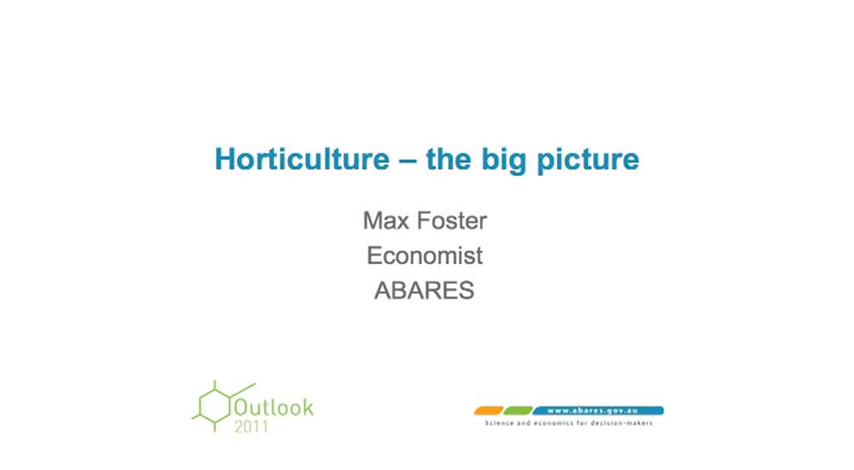 Horticulture – the big picture
Max Foster
Economist
ABARES
Outlook
2011
www.abares.gov.au
Science and economics for decision-makers